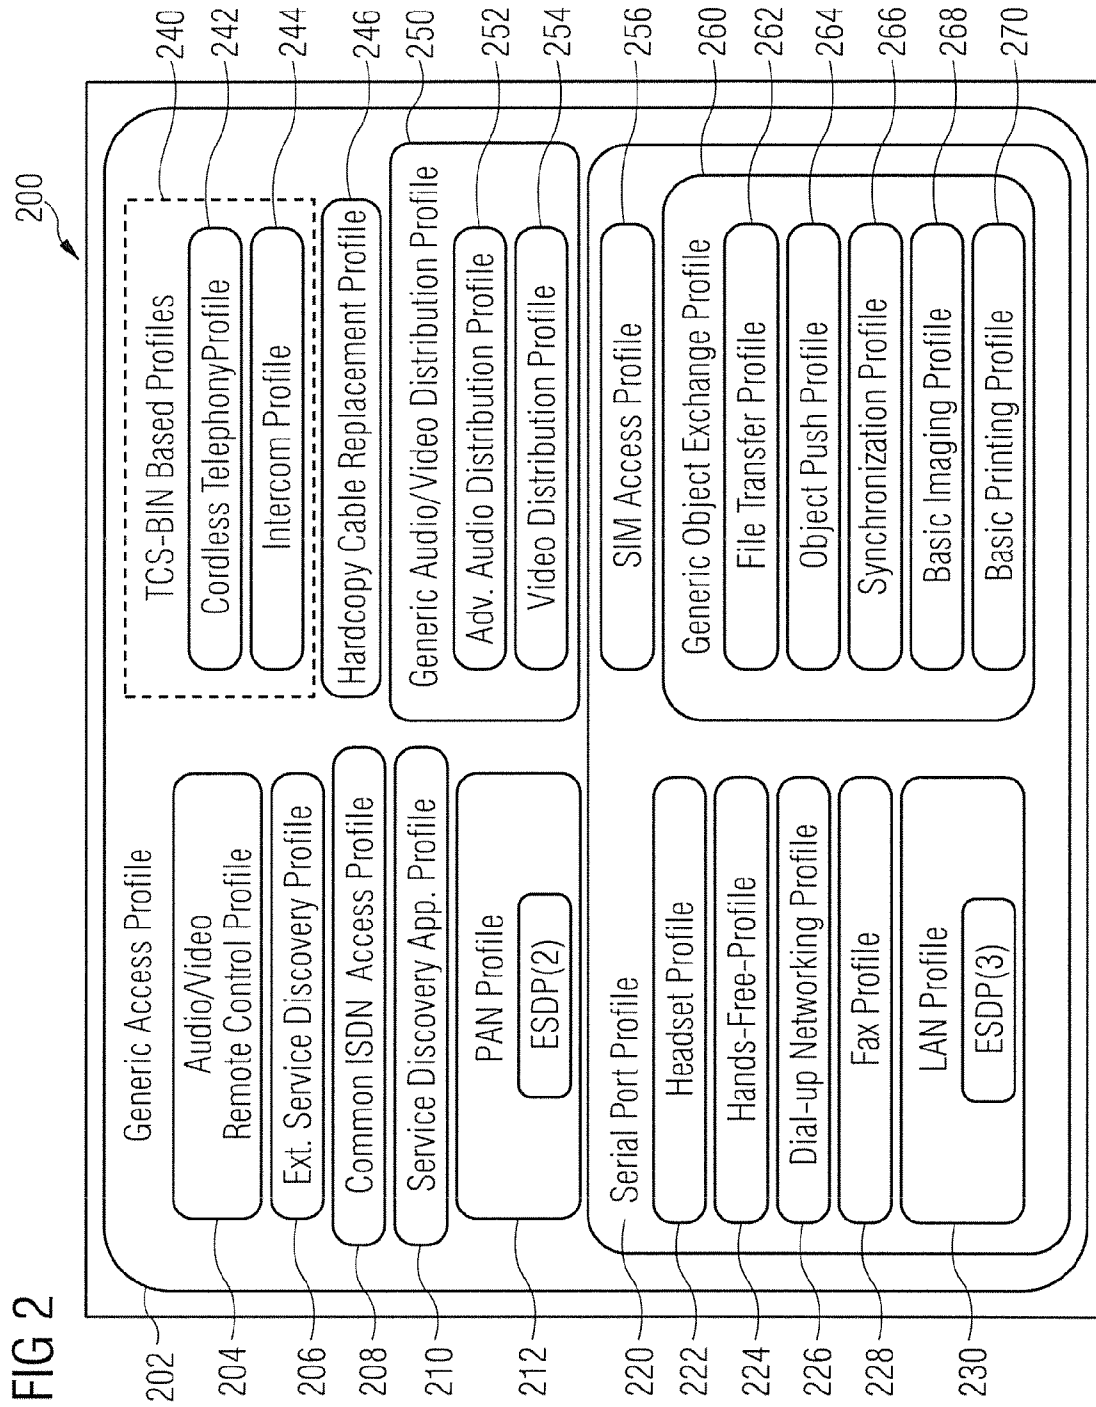 FIG 2
200
Generic Access Profile
Audio/Video
Remote Control Profile
Ext. Service Discovery Profile
Common ISDN Access Profile
Service Discovery App. Profile
PAN Profile
ESDP(2)
Serial Port Profile
Headset Profile
Hands-Free-Profile
Dial-up Networking Profile
Fax Profile
LAN Profile
ESDP(3)
TCS-BIN Based Profiles
Cordless TelephonyProfile
Intercom Profile
Hardcopy Cable Replacement Profile
Generic Audio/Video Distribution Profile
Adv. Audio Distribution Profile
Video Distribution Profile
SIM Access Profile
Generic Object Exchange Profile
File Transfer Profile
Object Push Profile
Synchronization Profile
Basic Imaging Profile
Basic Printing Profile
202
204
206
208
210
212
220
222
224
226
228
230
240
242
244
246
250
252
254
256
260
262
264
266
268
270